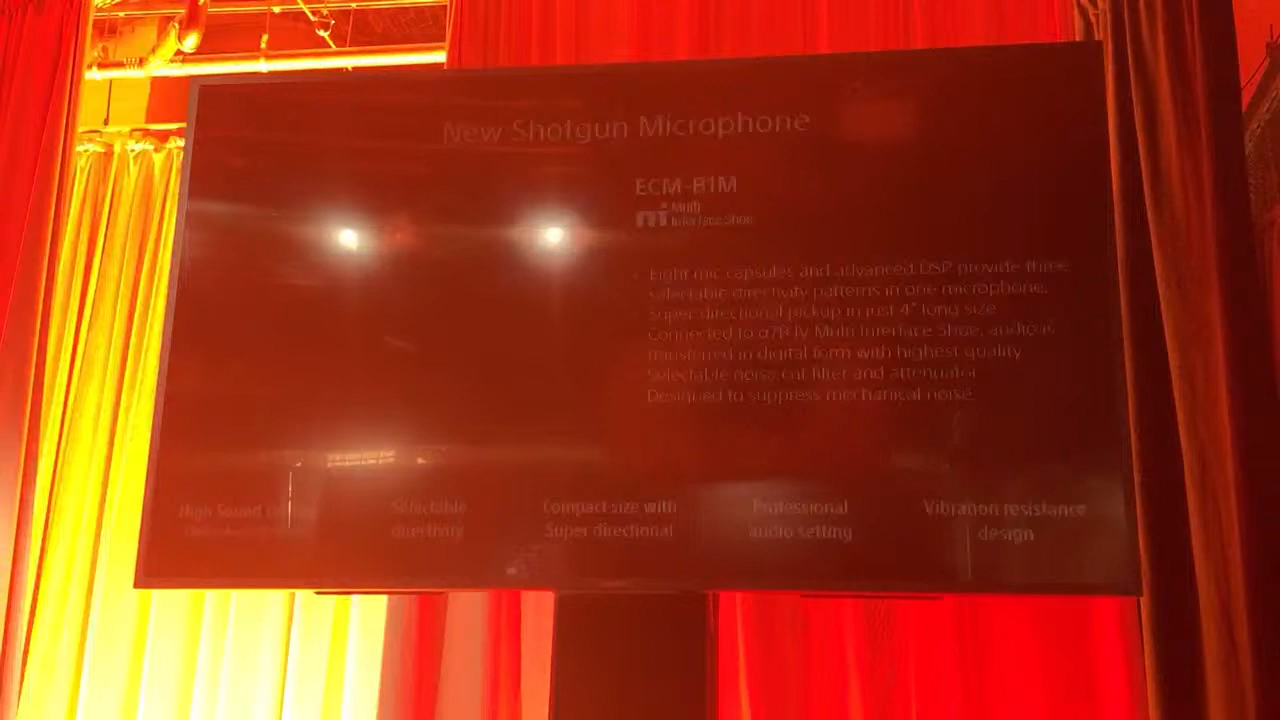 New Shotgun Microphone
ECM-B1M
Multi
Interface Shoe
Eight mic capsules and advanced DSP provide three
selectable directivity patterns in one microphone.
Super directional pickup in just 4" long size
Connected to α7R IV Multi Interface Shoe, audio is
transferred in digital form with highest quality
Selectable noise cut filter and attenuator
Designed to suppress mechanical noise
High Sound
Selectable
directivity
Compact size with
Super directional
Professional
audio setting
Vibration resistance
design